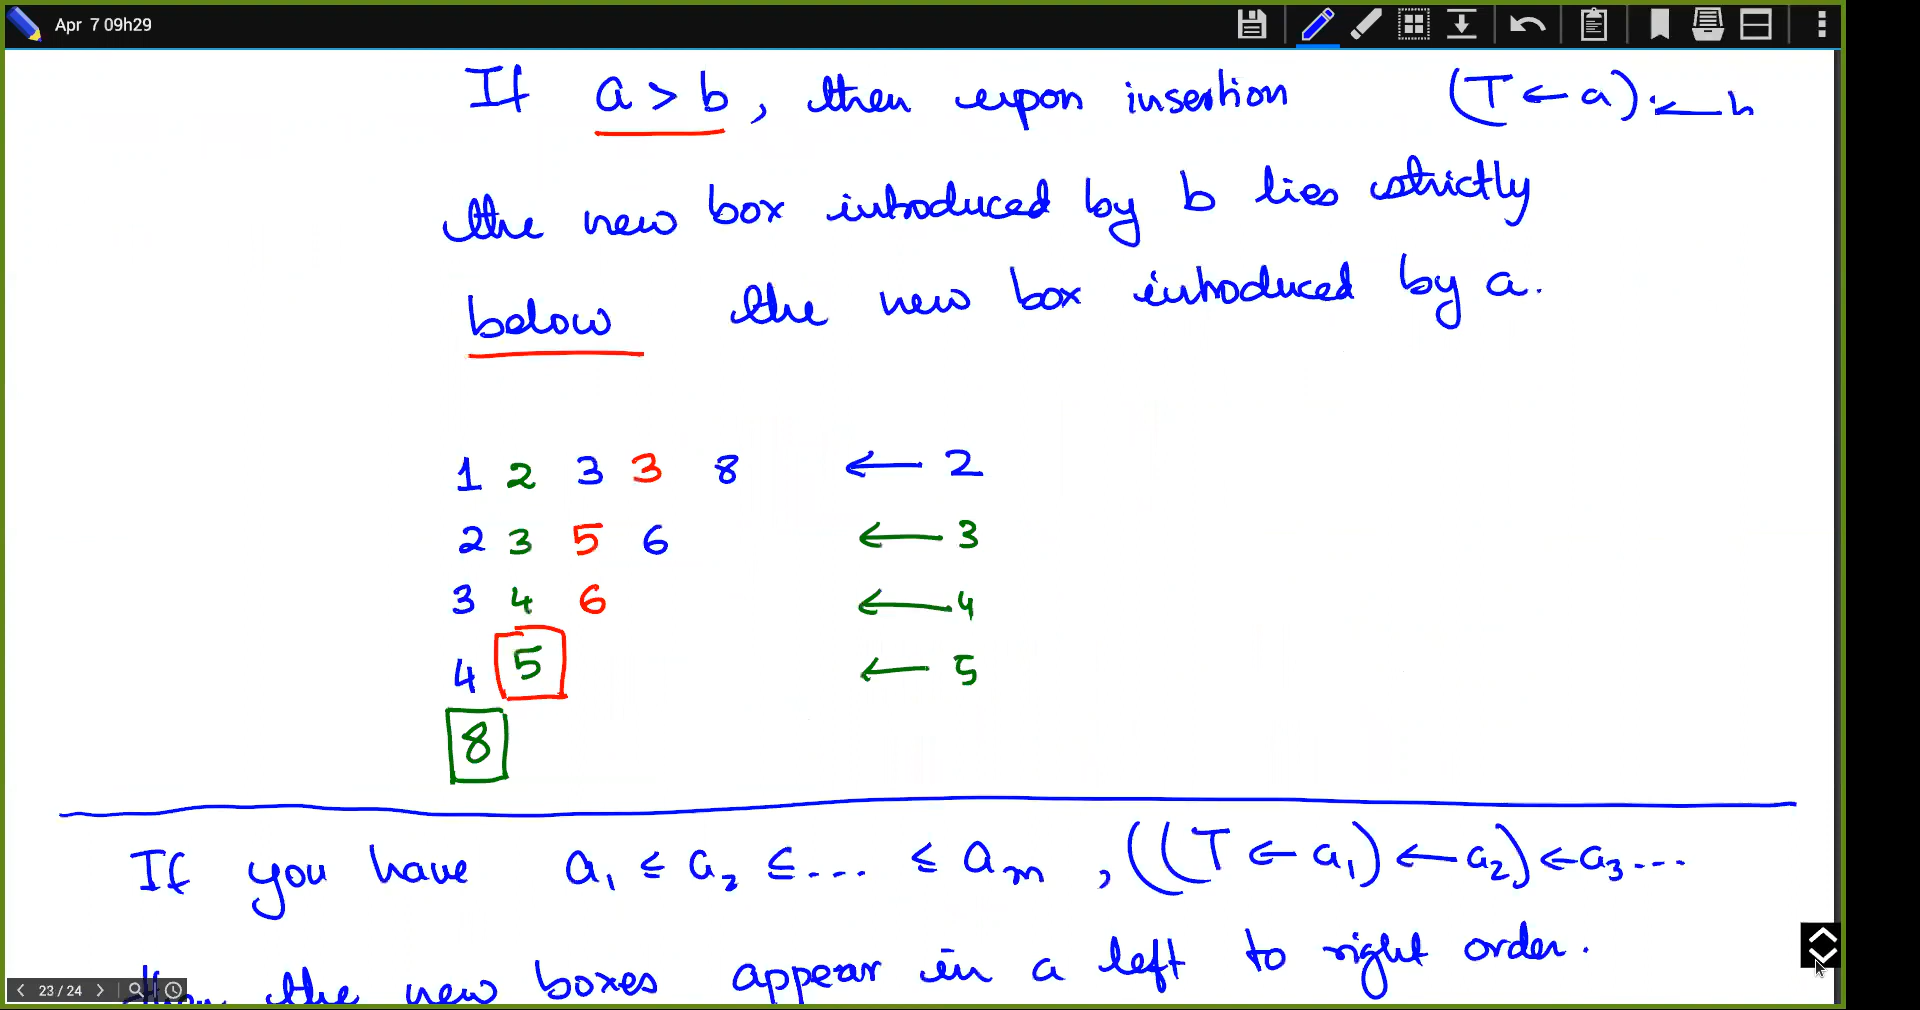 Apr 7 09h29
If a > b, then upon insertion (T ← a) ← b
the new box introduced by b lies strictly
below the new box introduced by a.
1 2 3 3 8 ← 2
2 3 5 6 ← 3
3 4 6 ← 4
4 5 ← 5
8
If you have a₁ ≤ a₂ ≤ ... ≤ aₘ, ((T ← a₁) ← a₂) ← a₃ ...
then the new boxes appear in a left to right order.
23 / 24